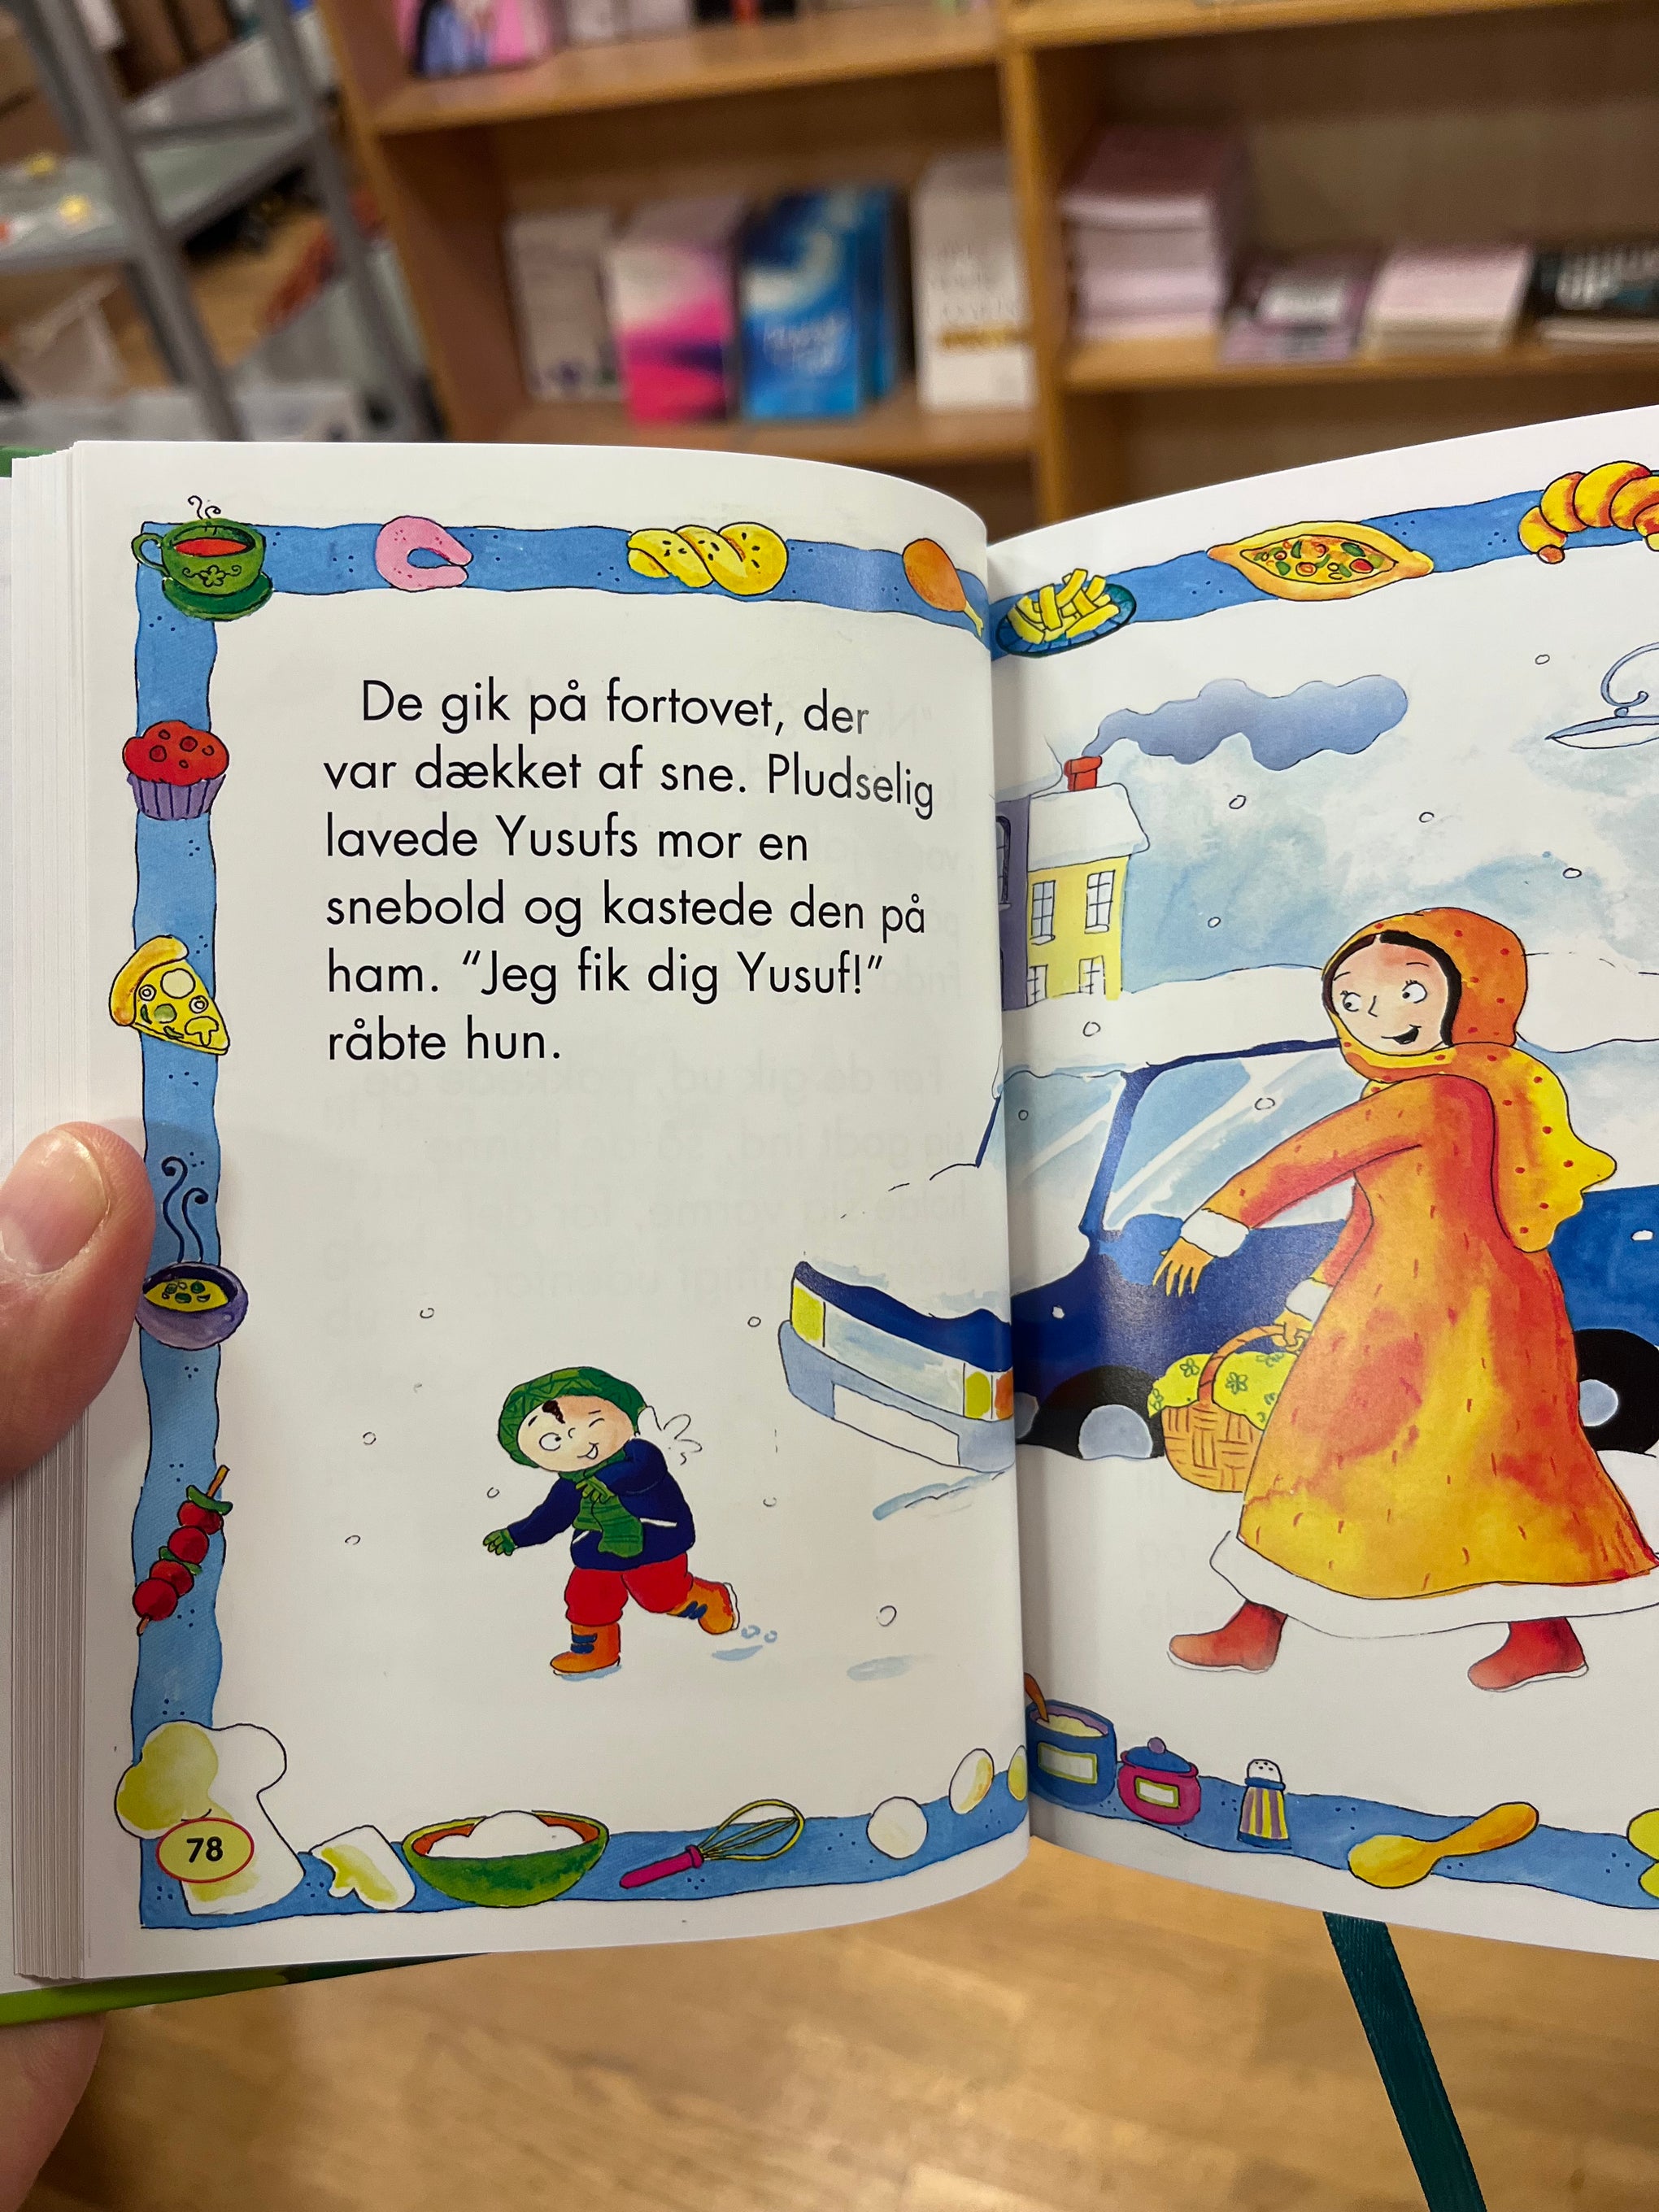 De gik på fortovet, der
var dækket af sne. Pludselig
lavede Yusufs mor en
snebold og kastede den på
ham. “Jeg fik dig Yusuf!”
råbte hun.
78